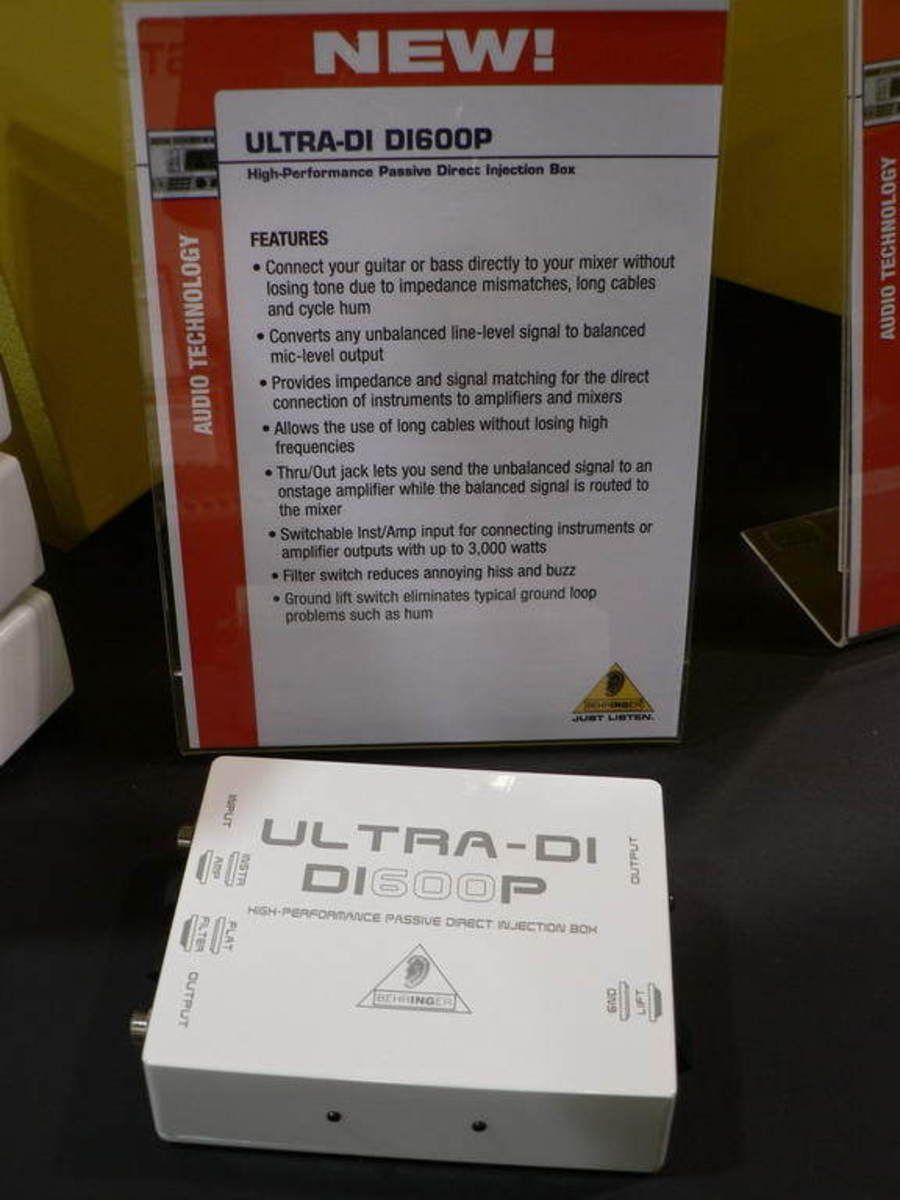 NEW!
ULTRA-DI DI600P
High-Performance Passive Direct Injection Box
AUDIO TECHNOLOGY
FEATURES
• Connect your guitar or bass directly to your mixer without
losing tone due to impedance mismatches, long cables
and cycle hum
• Converts any unbalanced line-level signal to balanced
mic-level output
• Provides impedance and signal matching for the direct
connection of instruments to amplifiers and mixers
• Allows the use of long cables without losing high
frequencies
• Thru/Out jack lets you send the unbalanced signal to an
onstage amplifier while the balanced signal is routed to
the mixer
• Switchable Inst/Amp input for connecting instruments or
amplifier outputs with up to 3,000 watts
• Filter switch reduces annoying hiss and buzz
• Ground lift switch eliminates typical ground loop
problems such as hum
BEHRINGER
JUST LISTEN.
AUDIO TECHNOLOGY
INPUT
INSTR
AMP
FLAT
FILTER
OUTPUT
ULTRA-DI
DI600P
HIGH-PERFORMANCE PASSIVE DIRECT INJECTION BOX
BEHRINGER
OUTPUT
GND
LIFT